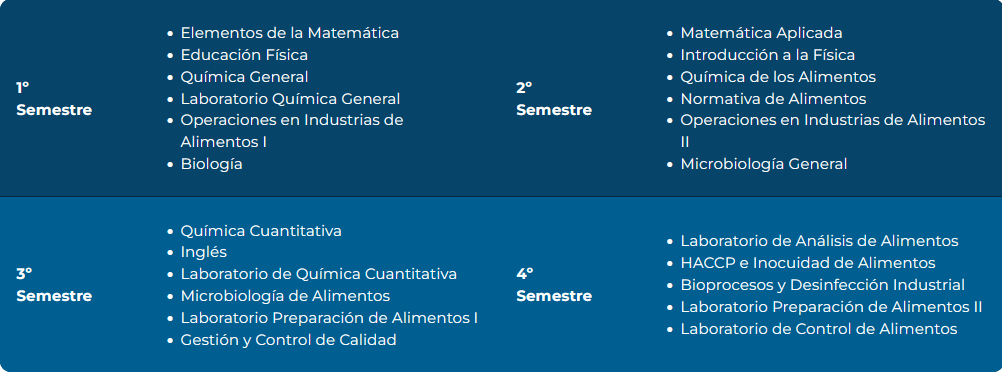 1º
Semestre
• Elementos de la Matemática
• Educación Física
• Química General
• Laboratorio Química General
• Operaciones en Industrias de
Alimentos I
• Biología
2º
Semestre
• Matemática Aplicada
• Introducción a la Física
• Química de los Alimentos
• Normativa de Alimentos
• Operaciones en Industrias de Alimentos
II
• Microbiología General
3º
Semestre
• Química Cuantitativa
• Inglés
• Laboratorio de Química Cuantitativa
• Microbiología de Alimentos
• Laboratorio Preparación de Alimentos I
• Gestión y Control de Calidad
4º
Semestre
• Laboratorio de Análisis de Alimentos
• HACCP e Inocuidad de Alimentos
• Bioprocesos y Desinfección Industrial
• Laboratorio Preparación de Alimentos II
• Laboratorio de Control de Alimentos